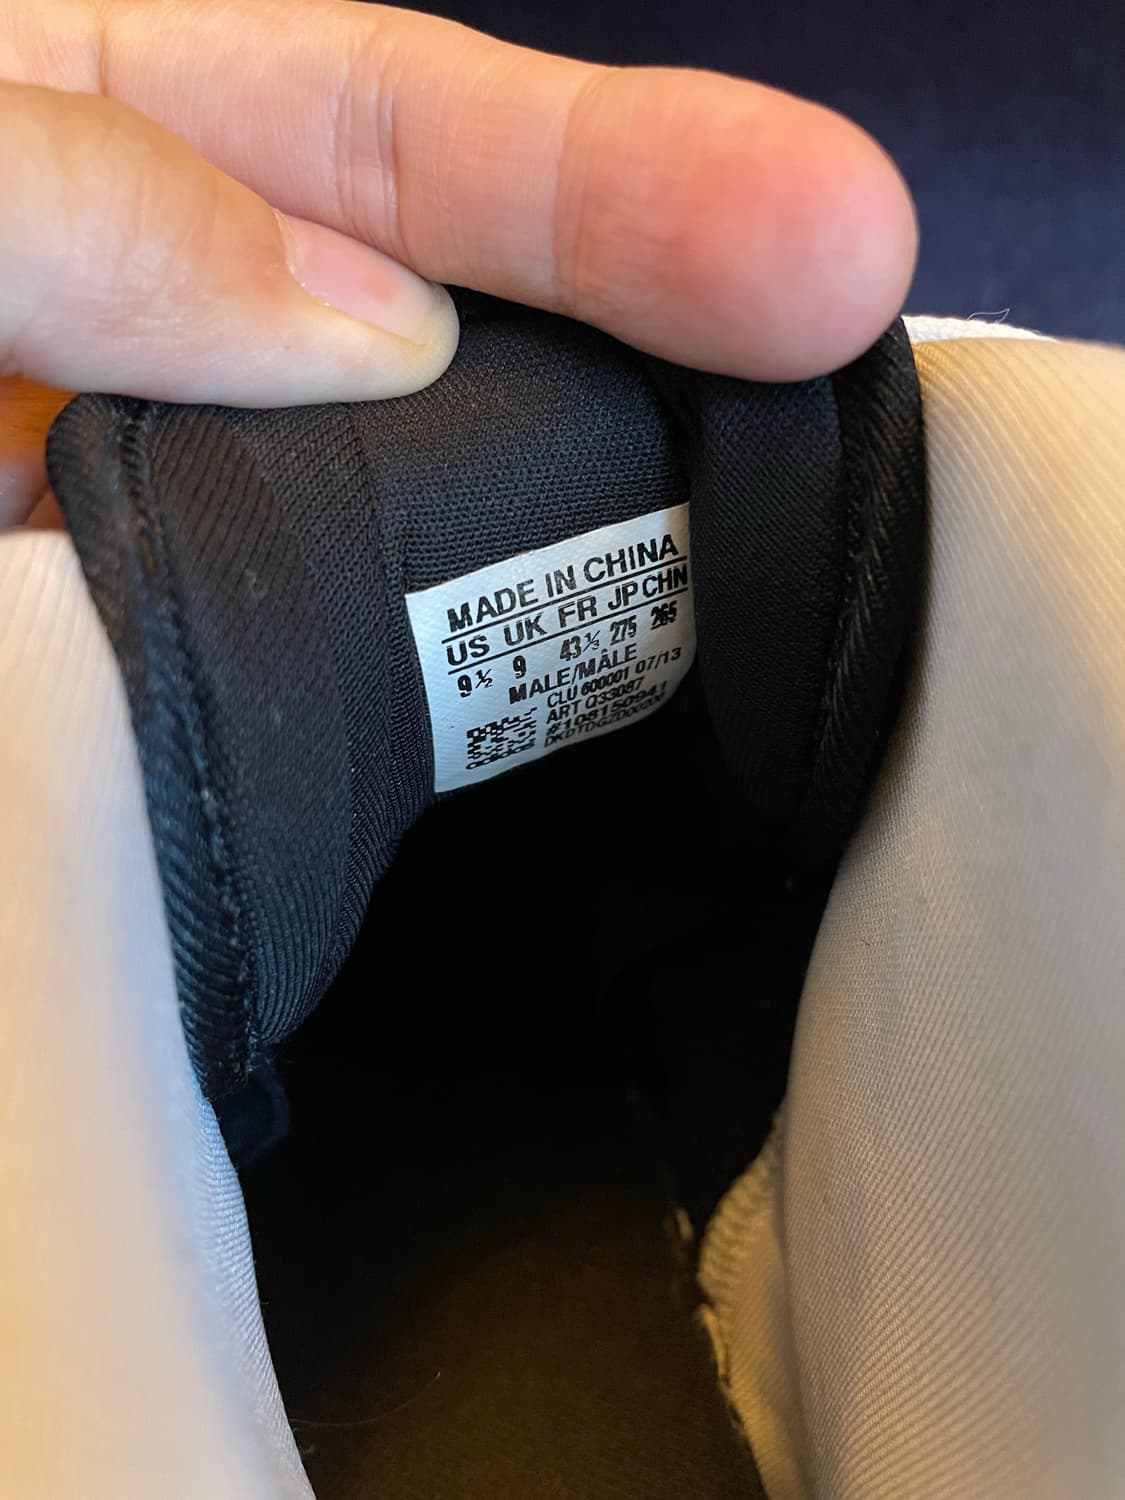 MADE IN CHINA
US UK FR JP CHN
9½ 9 43⅓ 275 265
MALE/MÂLE
CLU 600001 07/13
ART Q33087